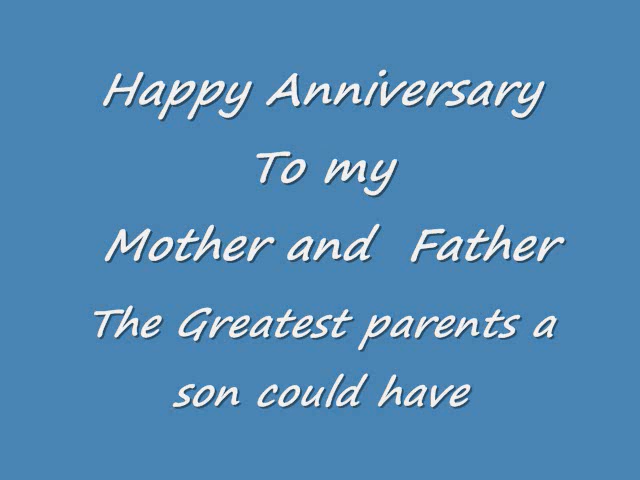 Happy Anniversary
To my
Mother and Father
The Greatest parents a
son could have